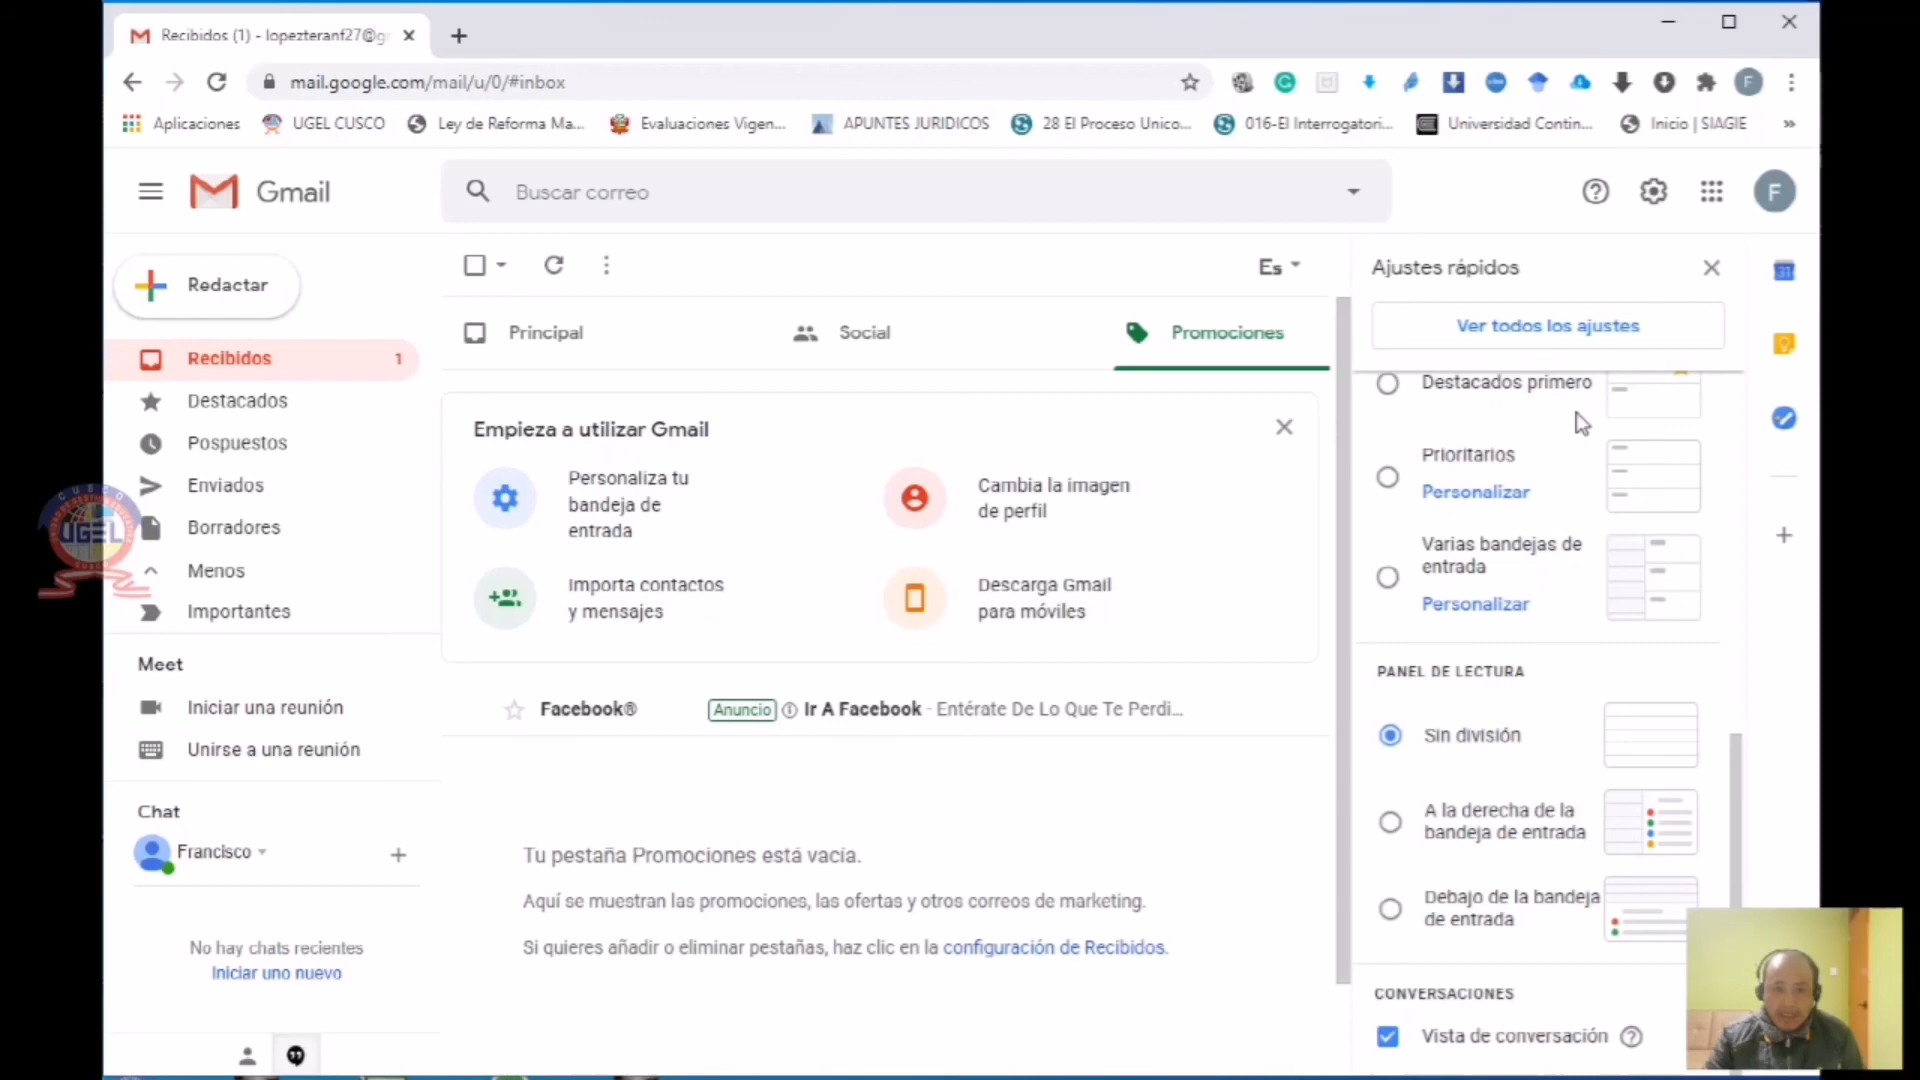 Recibidos (1) - lopezteranf27@g
mail.google.com/mail/u/0/#inbox
F
Aplicaciones
UGEL CUSCO
Ley de Reforma Ma...
Evaluaciones Vigen...
APUNTES JURIDICOS
28 El Proceso Unico...
016-El Interrogatori...
Universidad Contin...
Inicio | SIAGIE
»
Gmail
Buscar correo
F
Redactar
Es
Ajustes rápidos
Ver todos los ajustes
Principal
Social
Promociones
Recibidos 1
Destacados
Pospuestos
Enviados
Borradores
Menos
Importantes
CUSCO
UGEL
Empieza a utilizar Gmail
Personaliza tu
bandeja de
entrada
Cambia la imagen
de perfil
Importa contactos
y mensajes
Descarga Gmail
para móviles
Destacados primero
Prioritarios
Personalizar
Varias bandejas de
entrada
Personalizar
31
Meet
Iniciar una reunión
Unirse a una reunión
Facebook®
Anuncio
Ir A Facebook - Entérate De Lo Que Te Perdi...
PANEL DE LECTURA
Sin división
A la derecha de la
bandeja de entrada
Debajo de la bandeja
de entrada
Chat
Francisco
No hay chats recientes
Iniciar uno nuevo
Tu pestaña Promociones está vacía.
Aquí se muestran las promociones, las ofertas y otros correos de marketing.
Si quieres añadir o eliminar pestañas, haz clic en la configuración de Recibidos.
CONVERSACIONES
Vista de conversación